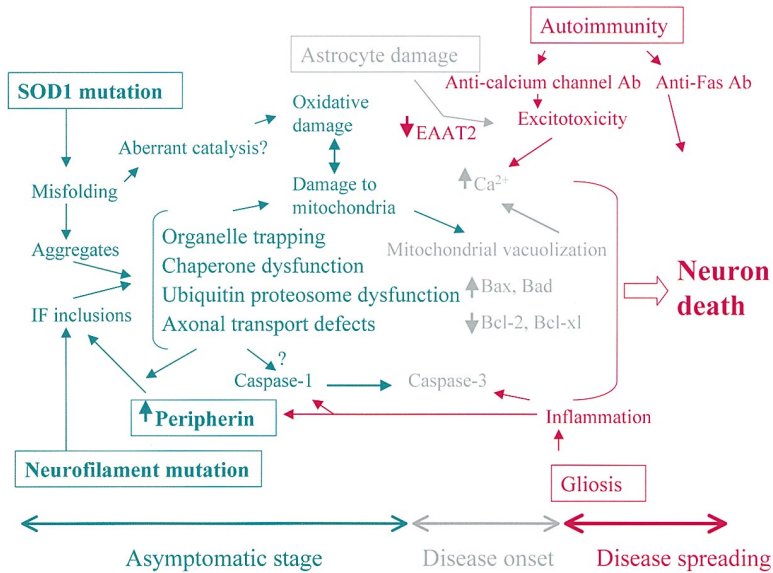 Autoimmunity
Astrocyte damage
SOD1 mutation
Anti-calcium channel Ab
Anti-Fas Ab
Oxidative
damage
EAAT2
Excitotoxicity
Aberrant catalysis?
Misfolding
Damage to
mitochondria
Ca²⁺
Aggregates
Organelle trapping
Chaperone dysfunction
Ubiquitin proteosome dysfunction
Axonal transport defects
Mitochondrial vacuolization
Bax, Bad
Bcl-2, Bcl-xl
Neuron
death
IF inclusions
?
Caspase-1
Caspase-3
Peripherin
Inflammation
Neurofilament mutation
Gliosis
Asymptomatic stage
Disease onset
Disease spreading